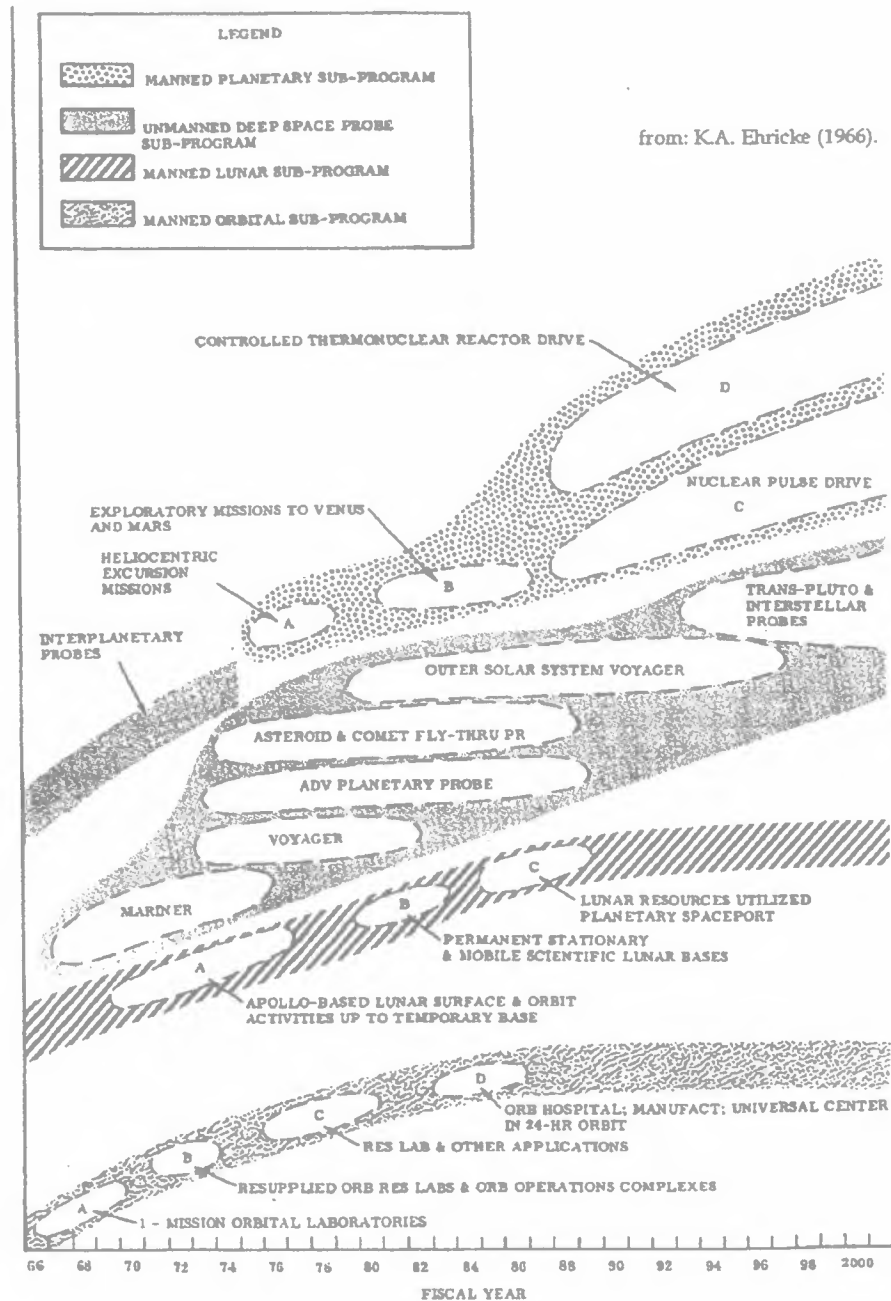 LEGEND
MANNED PLANETARY SUB-PROGRAM
UNMANNED DEEP SPACE PROBE
SUB-PROGRAM
MANNED LUNAR SUB-PROGRAM
MANNED ORBITAL SUB-PROGRAM
from: K.A. Ehricke (1966).
CONTROLLED THERMONUCLEAR REACTOR DRIVE
D
NUCLEAR PULSE DRIVE
C
EXPLORATORY MISSIONS TO VENUS
AND MARS
B
HELIOCENTRIC
EXCURSION
MISSIONS
A
INTERPLANETARY
PROBES
TRANS-PLUTO &
INTERSTELLAR
PROBES
OUTER SOLAR SYSTEM VOYAGER
ASTEROID & COMET FLY-THRU PR
ADV PLANETARY PROBE
VOYAGER
MARINER
C
LUNAR RESOURCES UTILIZED
PLANETARY SPACEPORT
B
PERMANENT STATIONARY
& MOBILE SCIENTIFIC LUNAR BASES
A
APOLLO-BASED LUNAR SURFACE & ORBIT
ACTIVITIES UP TO TEMPORARY BASE
D
ORB HOSPITAL; MANUFACT; UNIVERSAL CENTER
IN 24-HR ORBIT
C
RES LAB & OTHER APPLICATIONS
B
RESUPPLIED ORB RES LABS & ORB OPERATIONS COMPLEXES
A
1 - MISSION ORBITAL LABORATORIES
66 68 70 72 74 76 78 80 82 84 86 88 90 92 94 96 98 2000
FISCAL YEAR